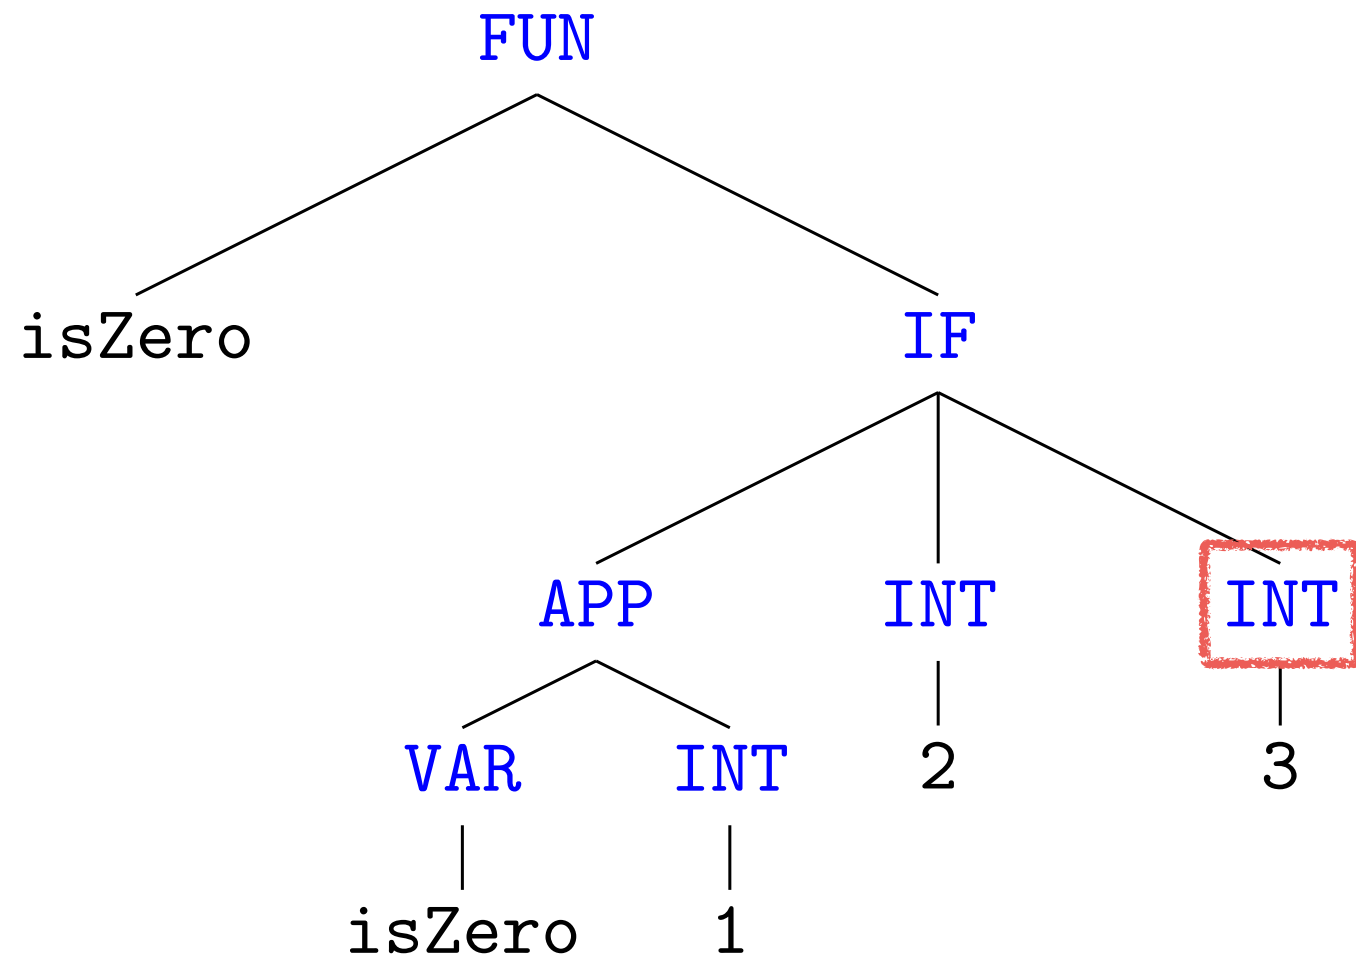 FUN
isZero IF
APP INT INT
VAR INT 2 3
isZero 1